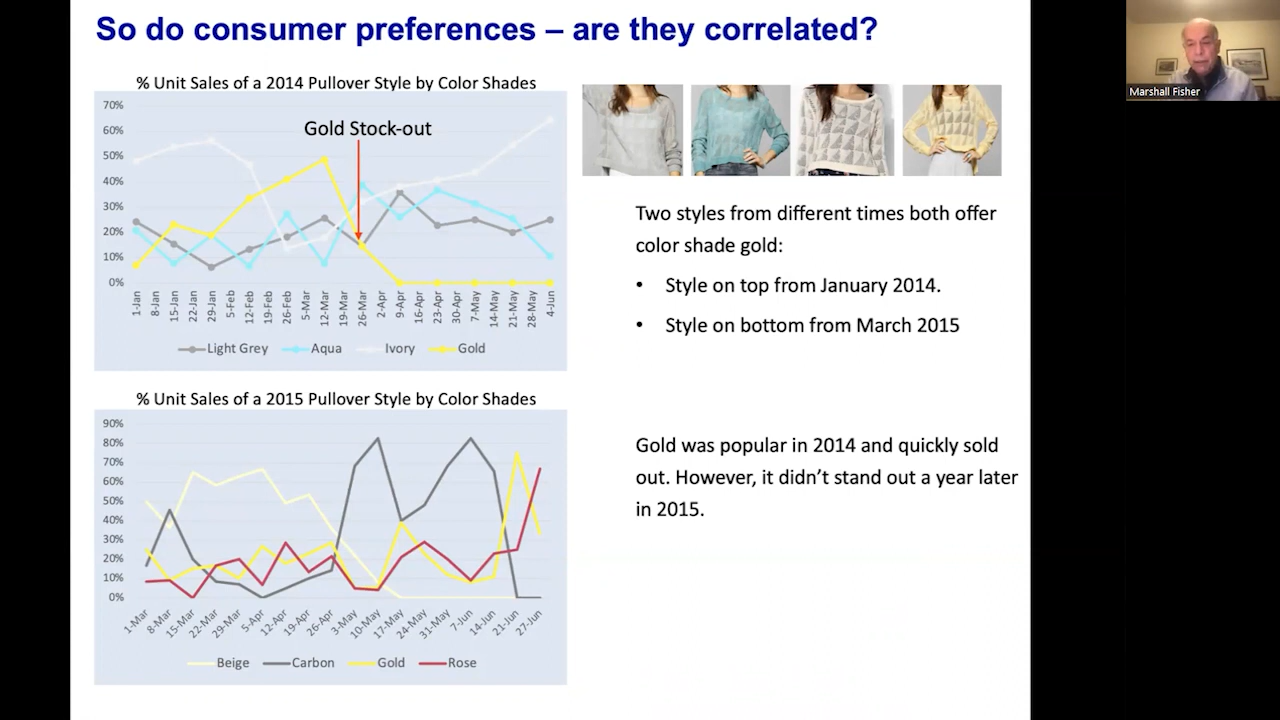 So do consumer preferences – are they correlated?
Marshall Fisher
% Unit Sales of a 2014 Pullover Style by Color Shades
70%
60%
50%
40%
30%
20%
10%
0%
Gold Stock-out
1-Jan
8-Jan
15-Jan
22-Jan
29-Jan
5-Feb
12-Feb
19-Feb
26-Feb
5-Mar
12-Mar
19-Mar
26-Mar
2-Apr
9-Apr
16-Apr
23-Apr
30-Apr
7-May
14-May
21-May
28-May
4-Jun
Light Grey Aqua Ivory Gold
Two styles from different times both offer
color shade gold:
• Style on top from January 2014.
• Style on bottom from March 2015
% Unit Sales of a 2015 Pullover Style by Color Shades
90%
80%
70%
60%
50%
40%
30%
20%
10%
0%
1-Mar
8-Mar
15-Mar
22-Mar
29-Mar
5-Apr
12-Apr
19-Apr
26-Apr
3-May
10-May
17-May
24-May
31-May
7-Jun
14-Jun
21-Jun
27-Jun
Beige Carbon Gold Rose
Gold was popular in 2014 and quickly sold
out. However, it didn’t stand out a year later
in 2015.